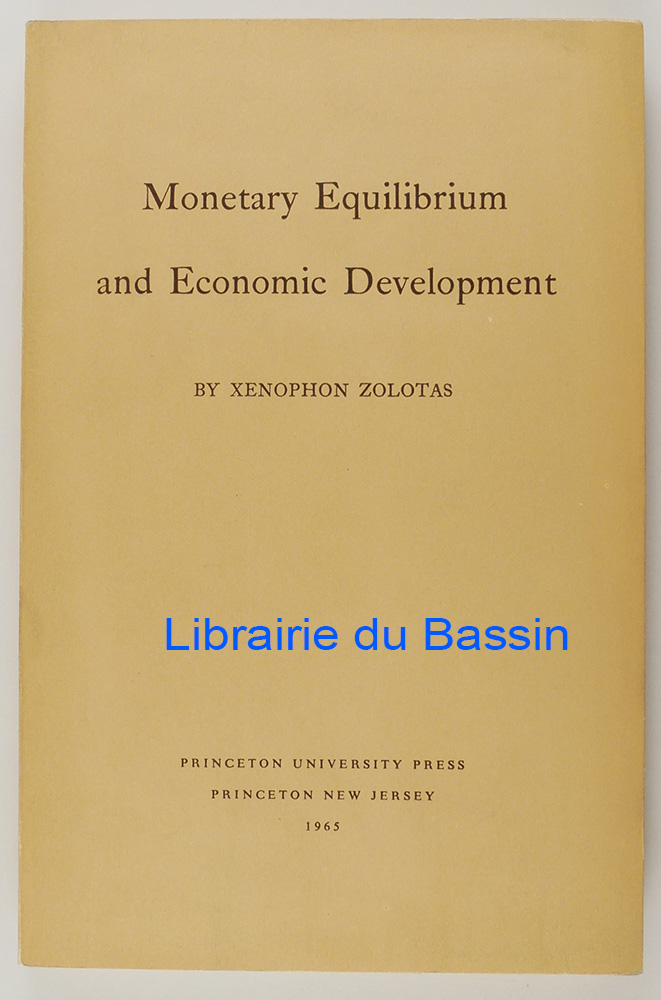 Monetary Equilibrium
and Economic Development
BY XENOPHON ZOLOTAS
Librairie du Bassin
PRINCETON UNIVERSITY PRESS
PRINCETON NEW JERSEY
1965